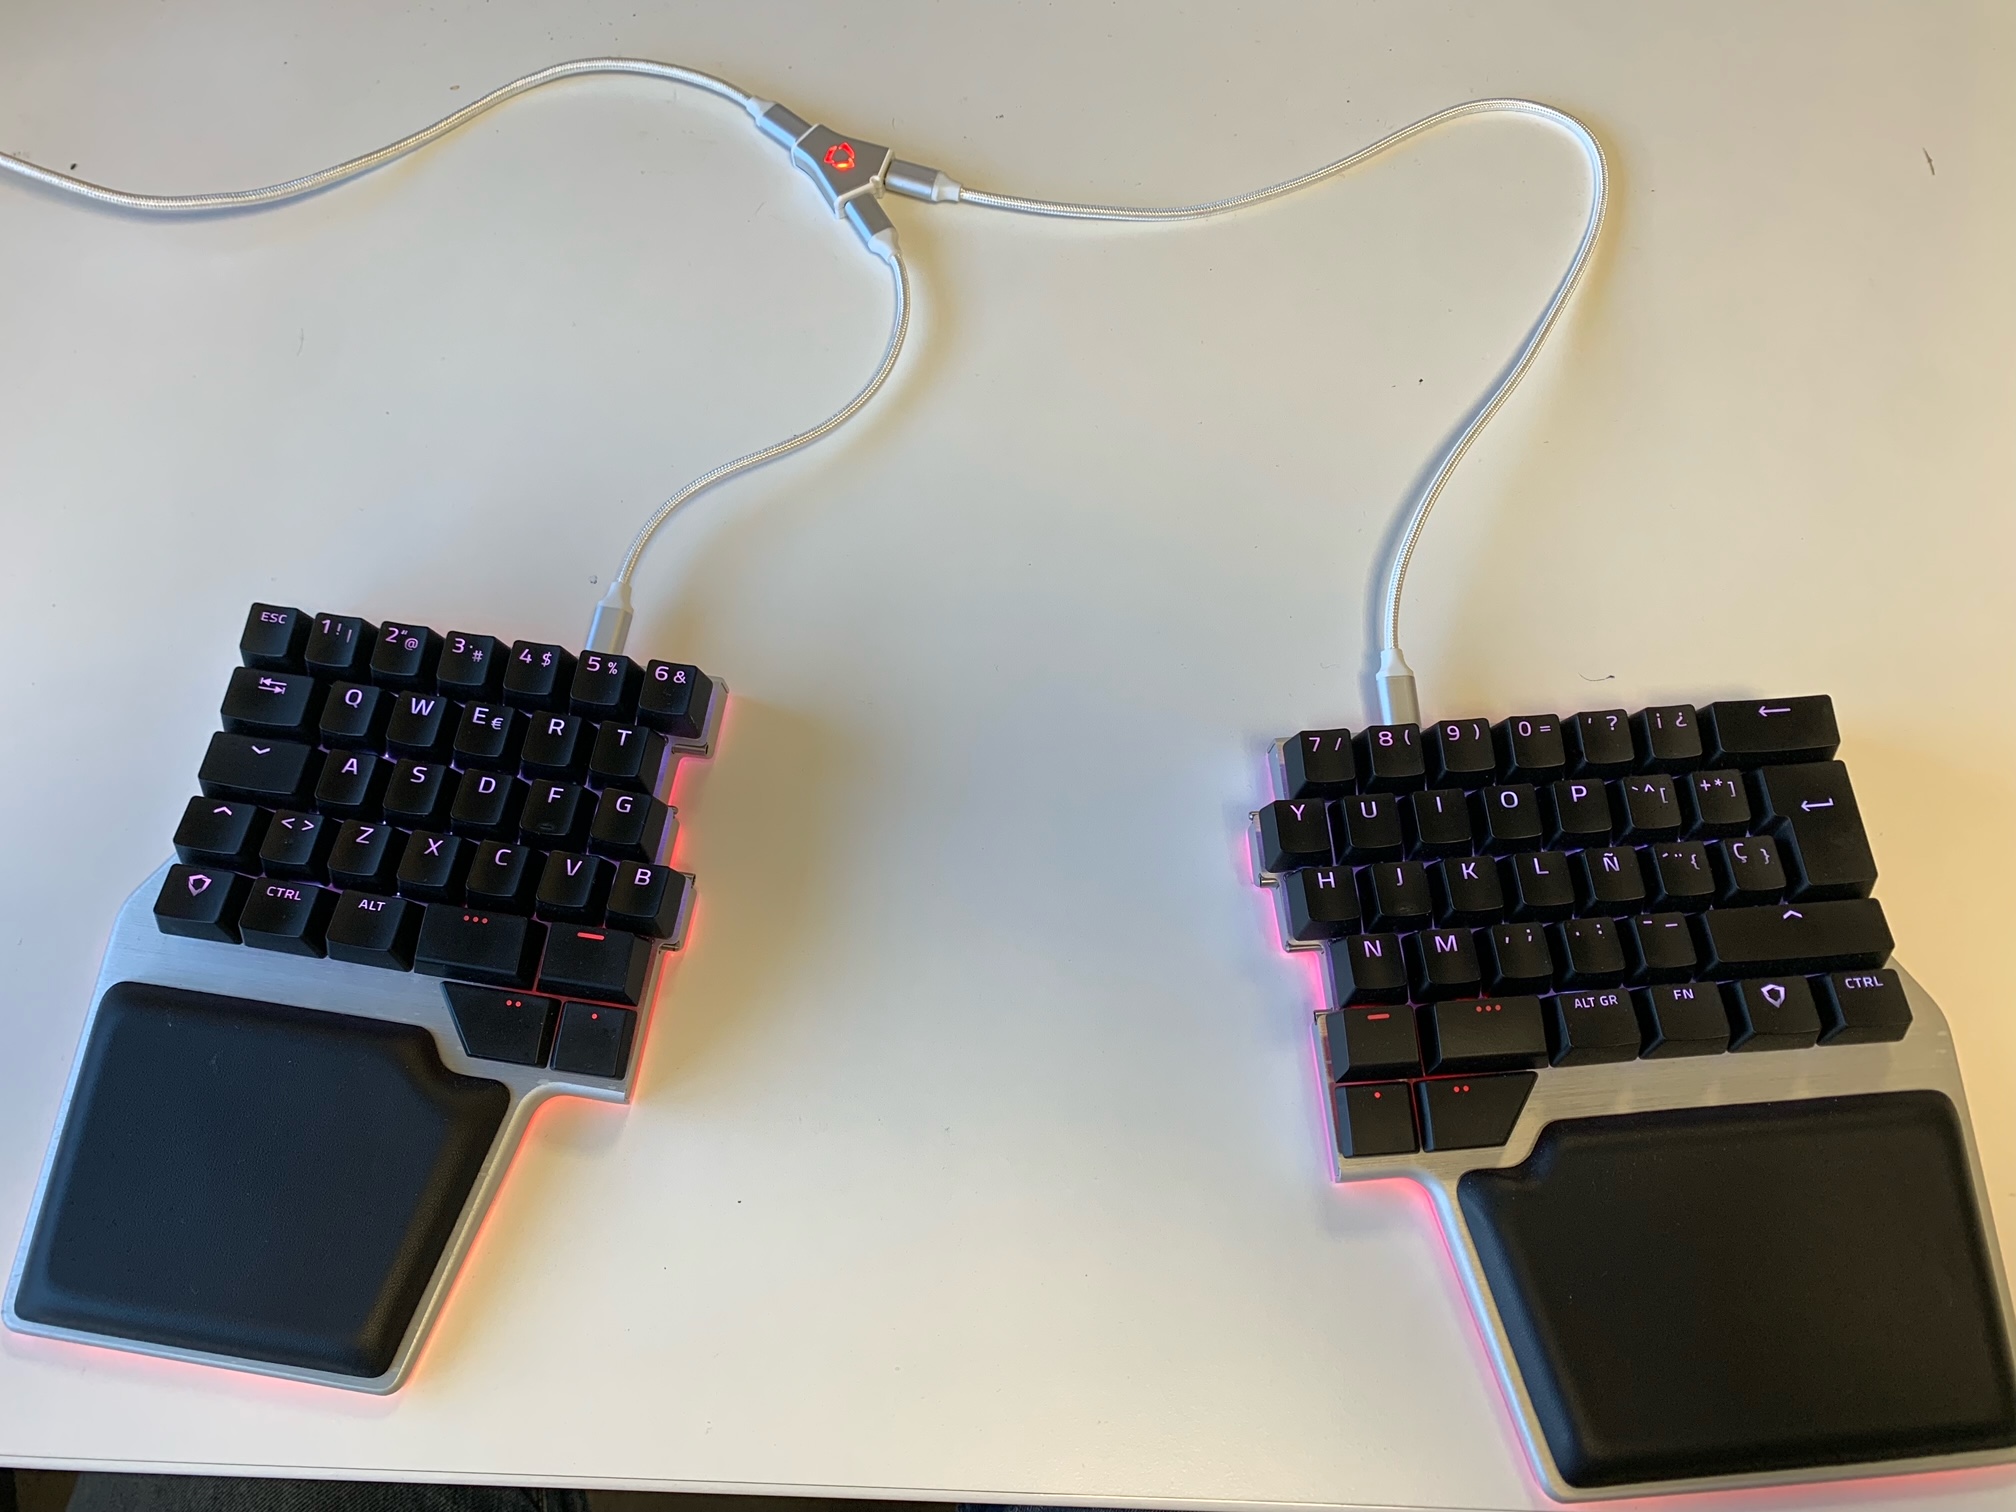 ESC 1 ! | 2 " @ 3 · # 4 $ 5 % 6 &
Q W E € R T
A S D F G
< > Z X C V B
CTRL ALT
7 / 8 ( 9 ) 0 = ' ? ¡ ¿ ←
Y U I O P ` ^ [ + * ]
H J K L Ñ ´ ¨ { Ç }
N M , ; . : - _
ALT GR FN CTRL